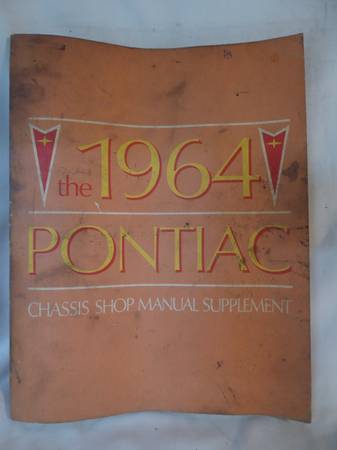 the 1964
PONTIAC
CHASSIS SHOP MANUAL SUPPLEMENT